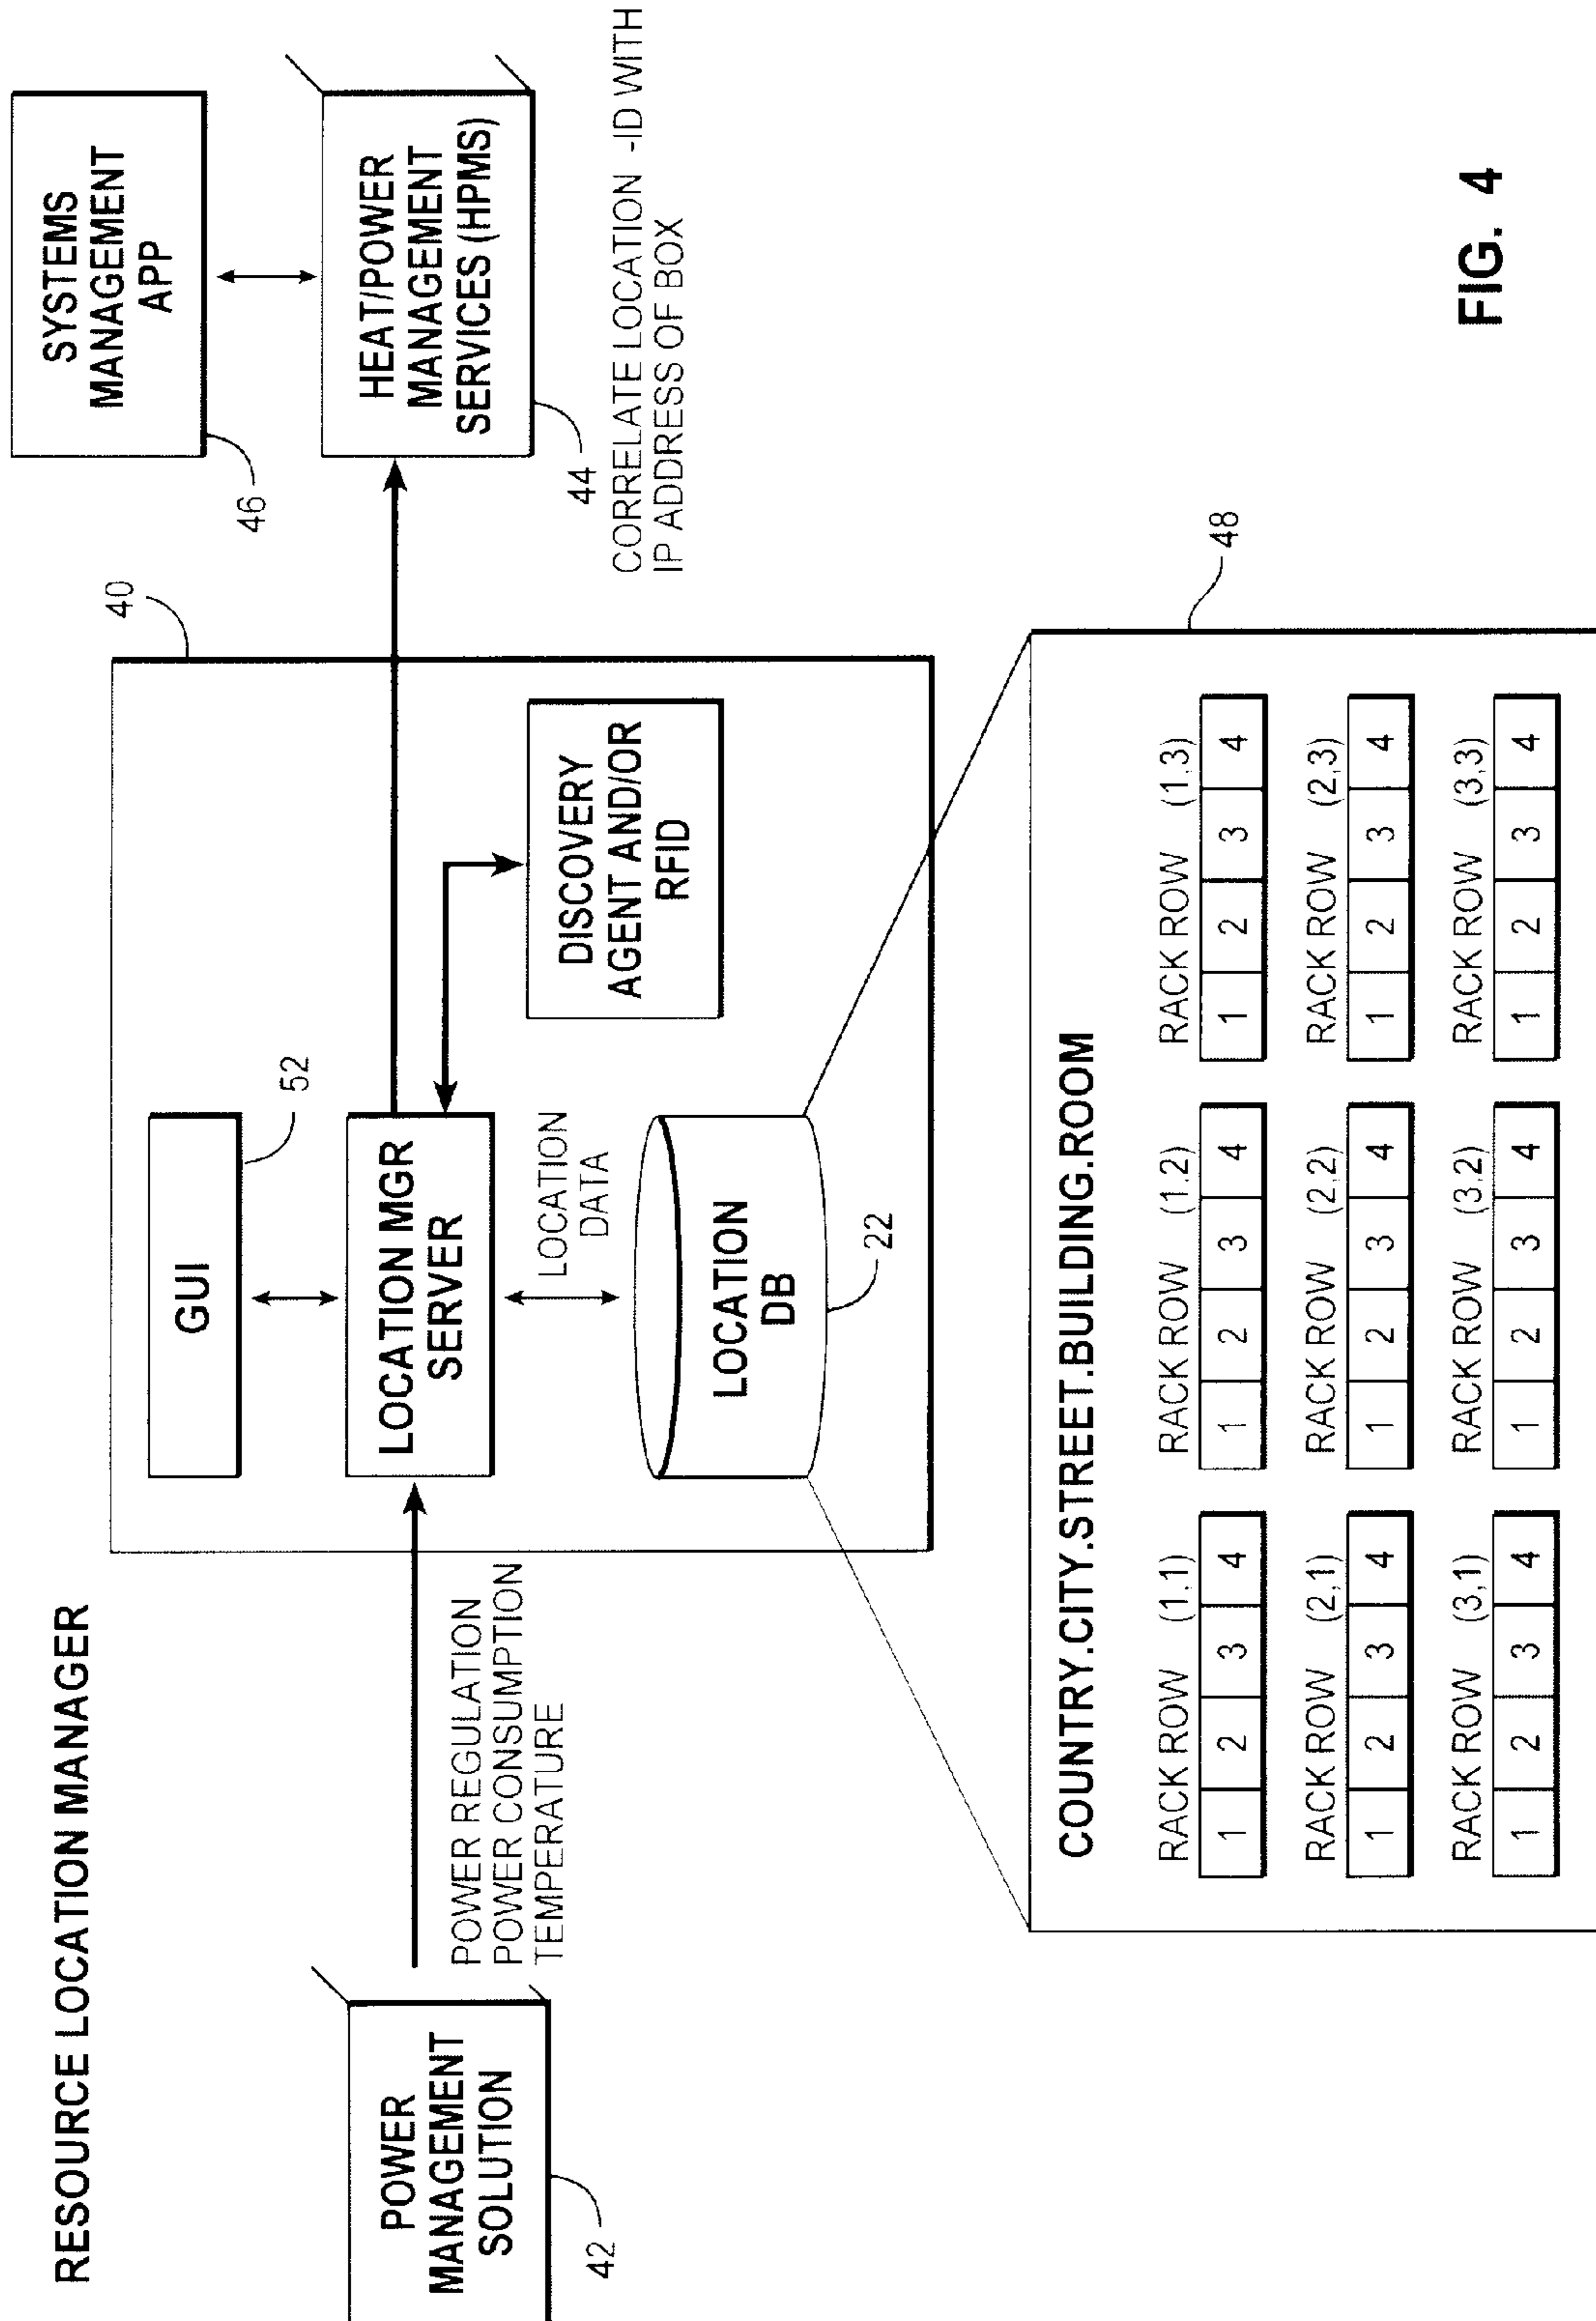 RESOURCE LOCATION MANAGER
POWER
MANAGEMENT
SOLUTION
42
POWER REGULATION
POWER CONSUMPTION
TEMPERATURE
40
GUI
52
LOCATION MGR
SERVER
LOCATION
DATA
LOCATION
DB
22
DISCOVERY
AGENT AND/OR
RFID
SYSTEMS
MANAGEMENT
APP
46
HEAT/POWER
MANAGEMENT
SERVICES (HPMS)
44
CORRELATE LOCATION -ID WITH
IP ADDRESS OF BOX
48
COUNTRY.CITY.STREET.BUILDING.ROOM
RACK ROW (1,1) RACK ROW (1,2) RACK ROW (1,3)
1 2 3 4 1 2 3 4 1 2 3 4
RACK ROW (2,1) RACK ROW (2,2) RACK ROW (2,3)
1 2 3 4 1 2 3 4 1 2 3 4
RACK ROW (3,1) RACK ROW (3,2) RACK ROW (3,3)
1 2 3 4 1 2 3 4 1 2 3 4
FIG. 4